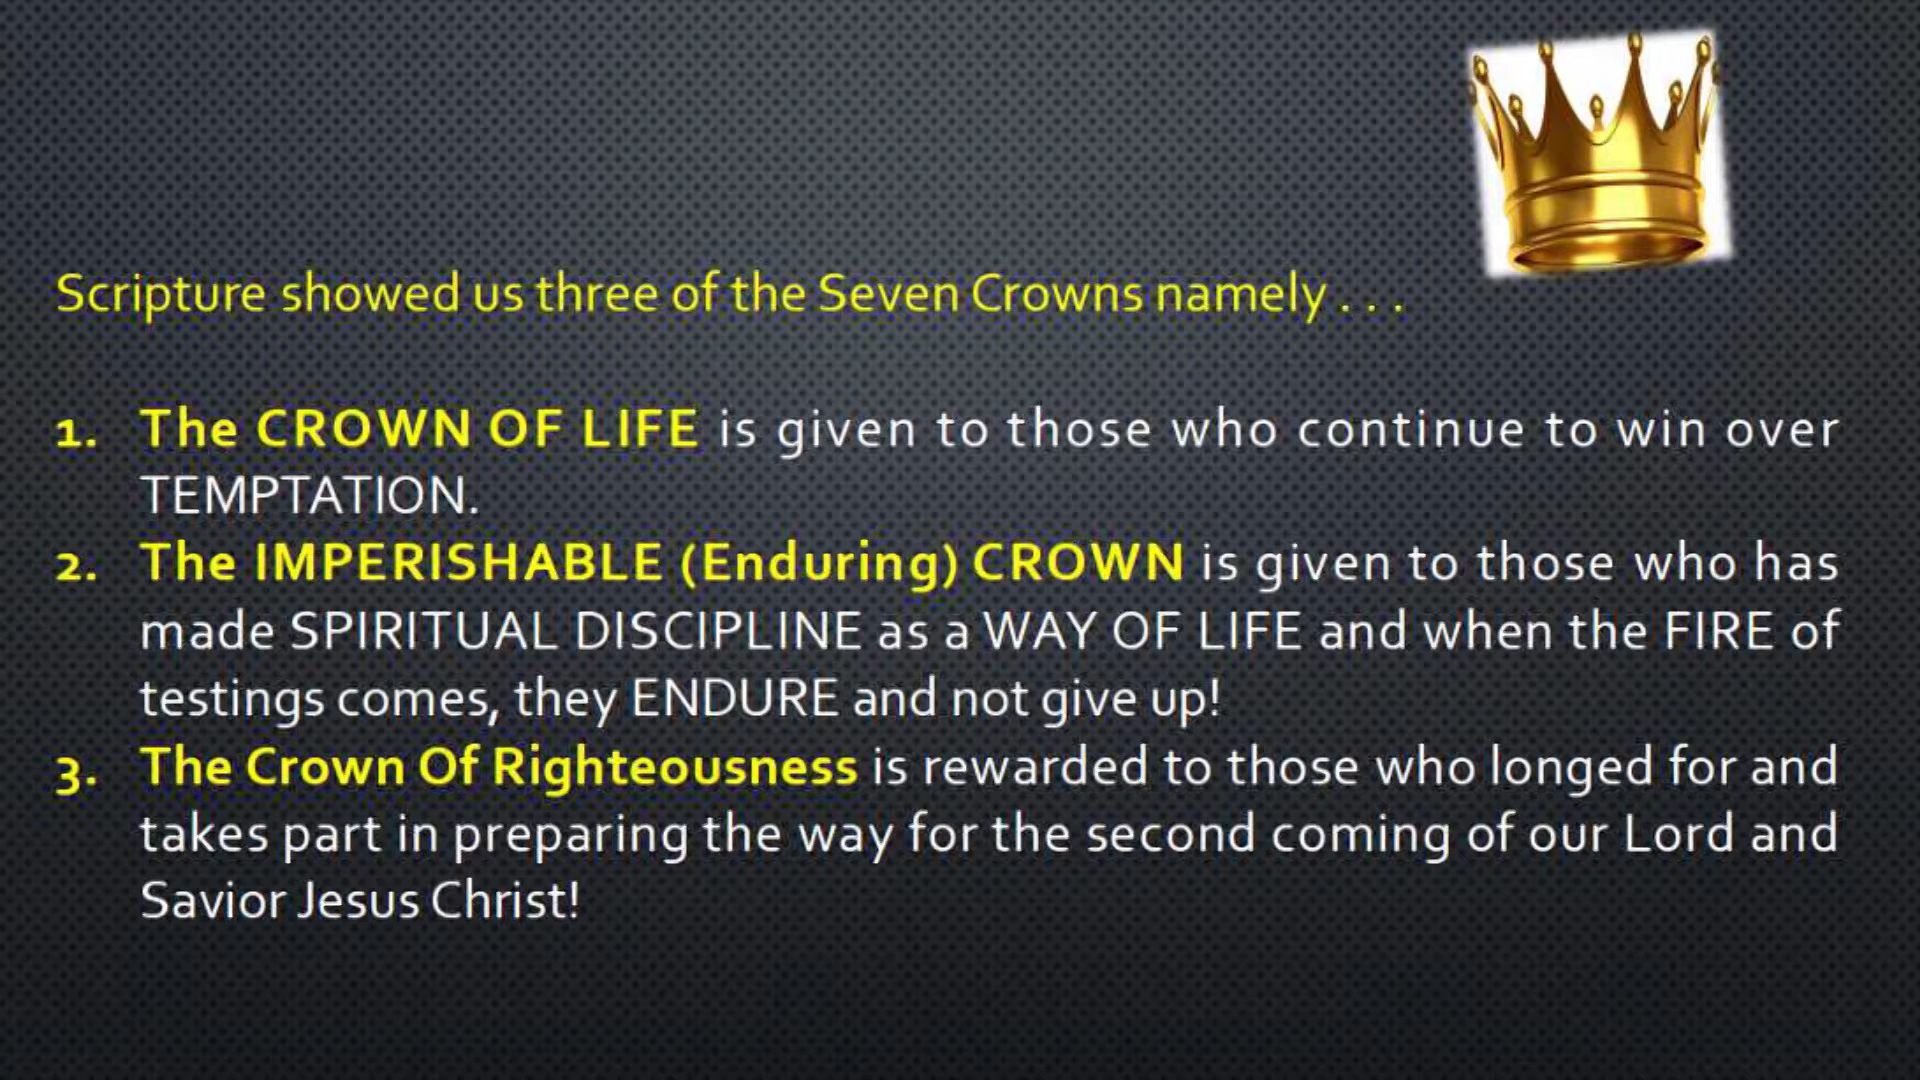 Scripture showed us three of the Seven Crowns namely . . .
1. The CROWN OF LIFE is given to those who continue to win over
TEMPTATION.
2. The IMPERISHABLE (Enduring) CROWN is given to those who has
made SPIRITUAL DISCIPLINE as a WAY OF LIFE and when the FIRE of
testings comes, they ENDURE and not give up!
3. The Crown Of Righteousness is rewarded to those who longed for and
takes part in preparing the way for the second coming of our Lord and
Savior Jesus Christ!